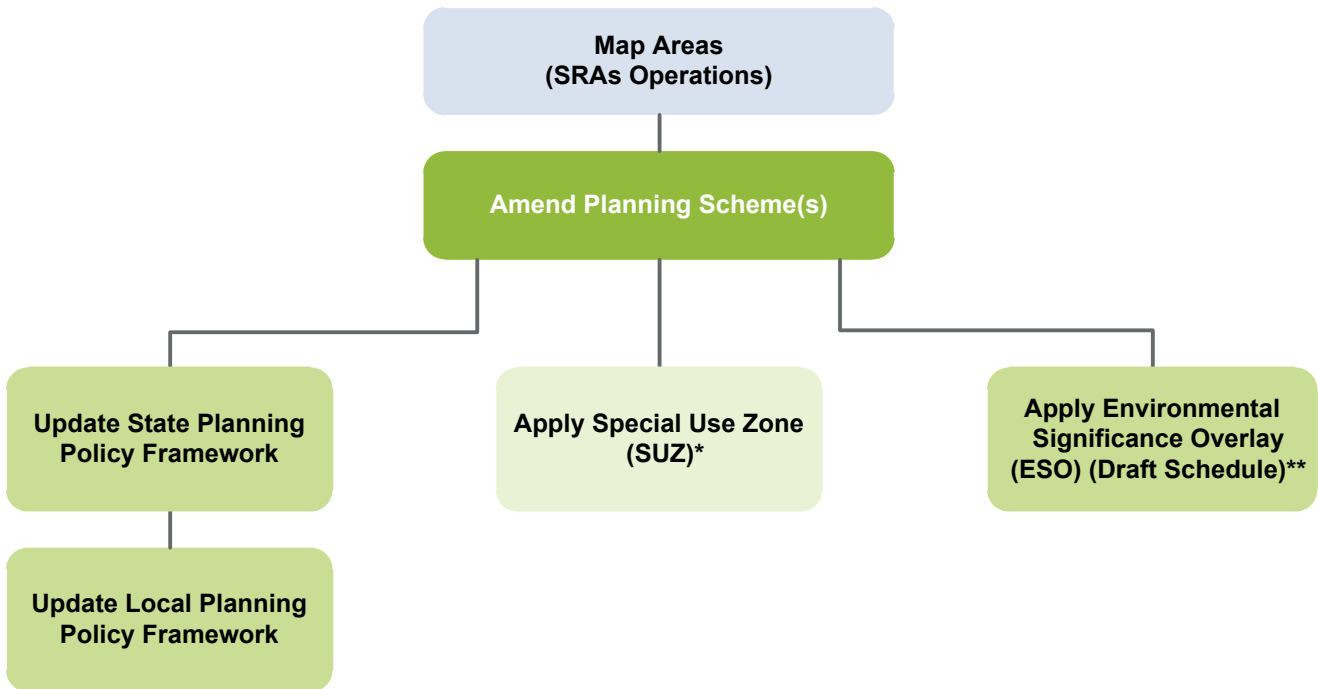 Map Areas
(SRAs Operations)
Amend Planning Scheme(s)
Update State Planning
Policy Framework
Apply Special Use Zone
(SUZ)*
Apply Environmental
Significance Overlay
(ESO) (Draft Schedule)**
Update Local Planning
Policy Framework